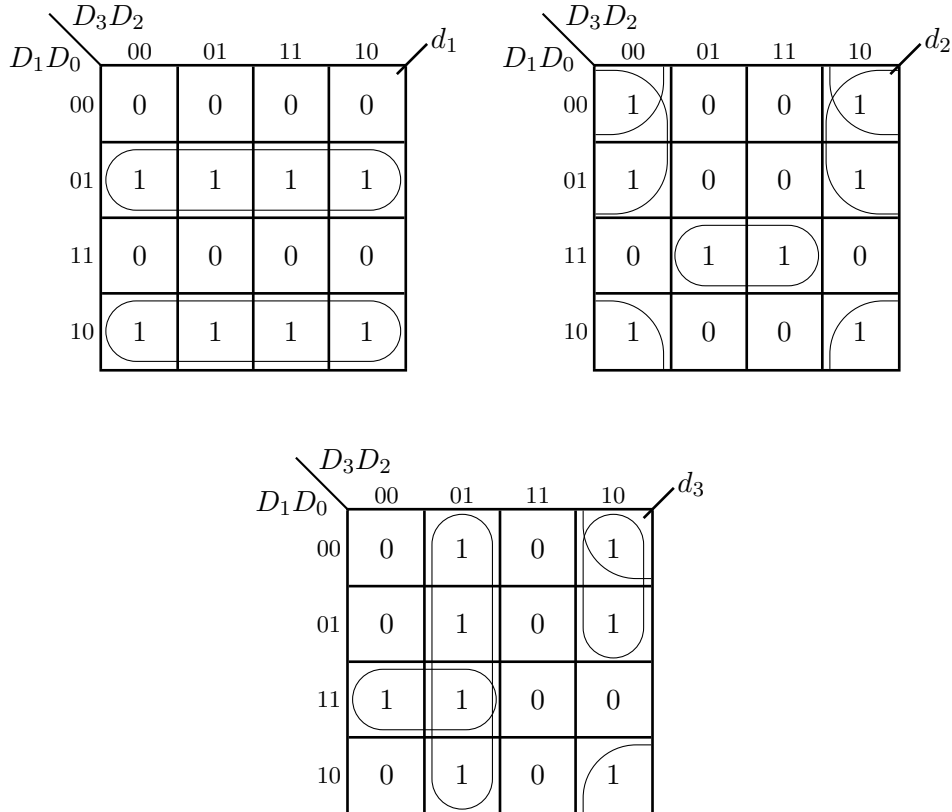 D₃D₂ d₁
D₁D₀ 00 01 11 10
00 0 0 0 0
01 1 1 1 1
11 0 0 0 0
10 1 1 1 1
D₃D₂ d₂
D₁D₀ 00 01 11 10
00 1 0 0 1
01 1 0 0 1
11 0 1 1 0
10 1 0 0 1
D₃D₂ d₃
D₁D₀ 00 01 11 10
00 0 1 0 1
01 0 1 0 1
11 1 1 0 0
10 0 1 0 1